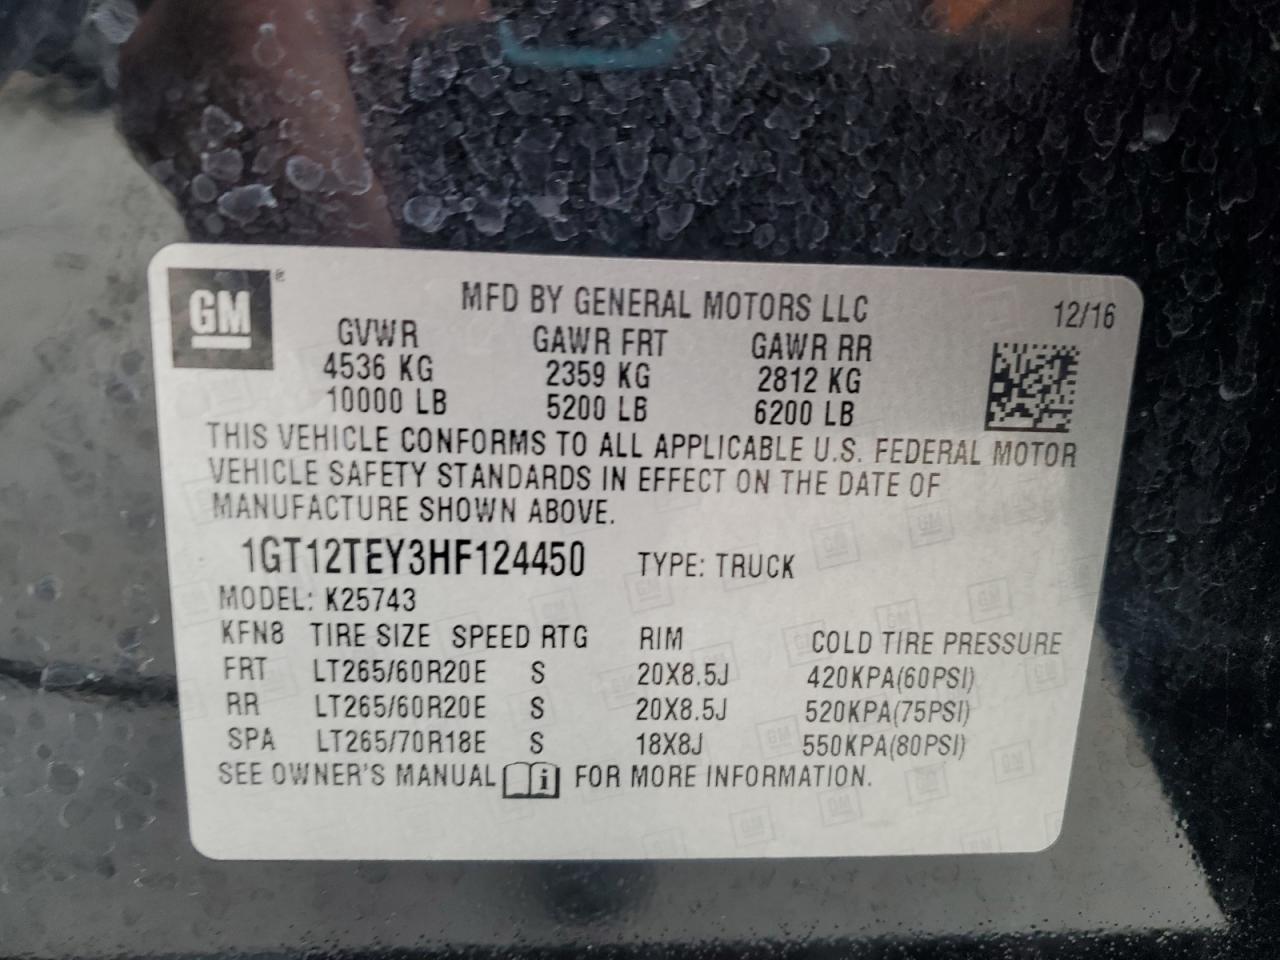 GM ®
MFD BY GENERAL MOTORS LLC 12/16
GVWR GAWR FRT GAWR RR
4536 KG 2359 KG 2812 KG
10000 LB 5200 LB 6200 LB
THIS VEHICLE CONFORMS TO ALL APPLICABLE U.S. FEDERAL MOTOR
VEHICLE SAFETY STANDARDS IN EFFECT ON THE DATE OF
MANUFACTURE SHOWN ABOVE.
1GT12TEY3HF124450 TYPE: TRUCK
MODEL: K25743
KFN8 TIRE SIZE SPEED RTG RIM COLD TIRE PRESSURE
FRT LT265/60R20E S 20X8.5J 420KPA(60PSI)
RR LT265/60R20E S 20X8.5J 520KPA(75PSI)
SPA LT265/70R18E S 18X8J 550KPA(80PSI)
SEE OWNER'S MANUAL i FOR MORE INFORMATION.